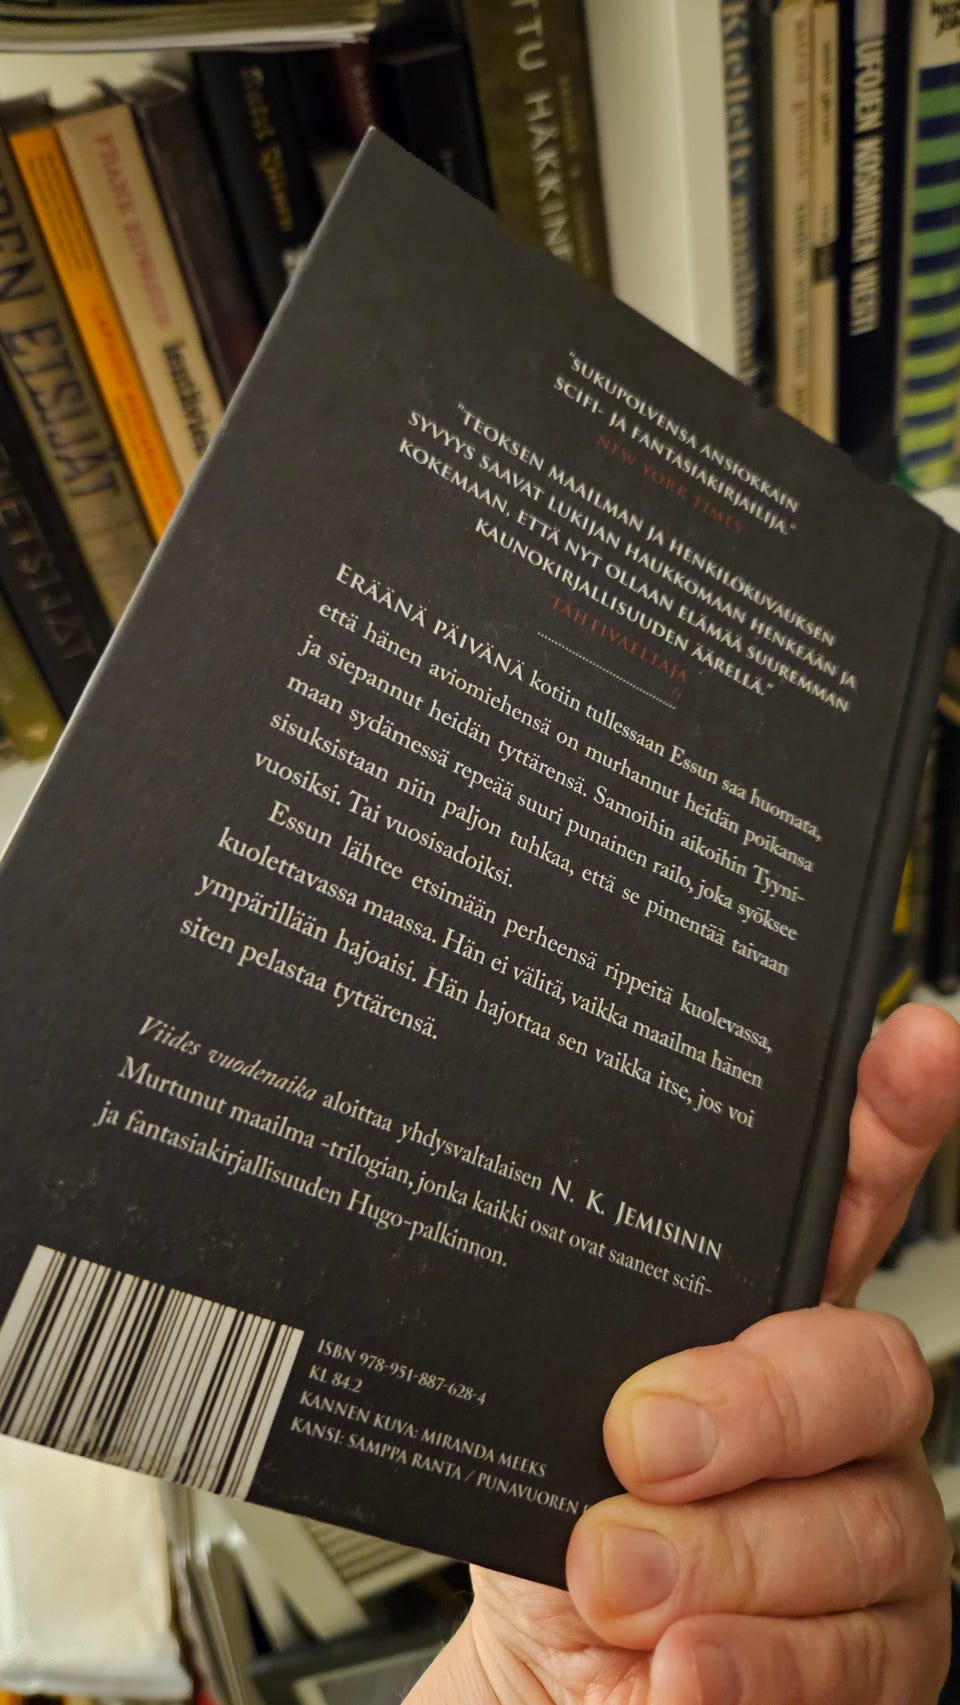 "SUKUPOLVENSA ANSIOKKAIN
SCIFI- JA FANTASIAKIRJAILIJA."
NEW YORK TIMES
"TEOKSEN MAAILMAN JA HENKILÖKUVAUKSEN
SYVYYS SAAVAT LUKIJAN HAUKKOMAAN HENKEÄÄN JA
KOKEMAAN, ETTÄ NYT OLLAAN ELÄMÄÄ SUUREMMAN
KAUNOKIRJALLISUUDEN ÄÄRELLÄ."
TÄHTIVAELTAJA
ERÄÄNÄ PÄIVÄNÄ kotiin tullessaan Essun saa huomata,
että hänen aviomiehensä on murhannut heidän poikansa
ja siepannut heidän tyttärensä. Samoihin aikoihin Tyyni-
maan sydämessä repeää suuri punainen railo, joka syöksee
sisuksistaan niin paljon tuhkaa, että se pimentää taivaan
vuosiksi. Tai vuosisadoiksi.
Essun lähtee etsimään perheensä rippeitä kuolevassa,
kuolettavassa maassa. Hän ei välitä, vaikka maailma hänen
ympärillään hajoaisi. Hän hajottaa sen vaikka itse, jos voi
siten pelastaa tyttärensä.
Viides vuodenaika aloittaa yhdysvaltalaisen N. K. JEMISININ
Murtunut maailma -trilogian, jonka kaikki osat ovat saaneet scifi-
ja fantasiakirjallisuuden Hugo-palkinnon.
ISBN 978-951-887-628-4
KL 84.2
KANNEN KUVA: MIRANDA MEEKS
KANSI: SAMPPA RANTA / PUNAVUOREN
ETSIJÄT
FRANK
HÄKKINE
UFOJEN KOSMINEN VIESTI